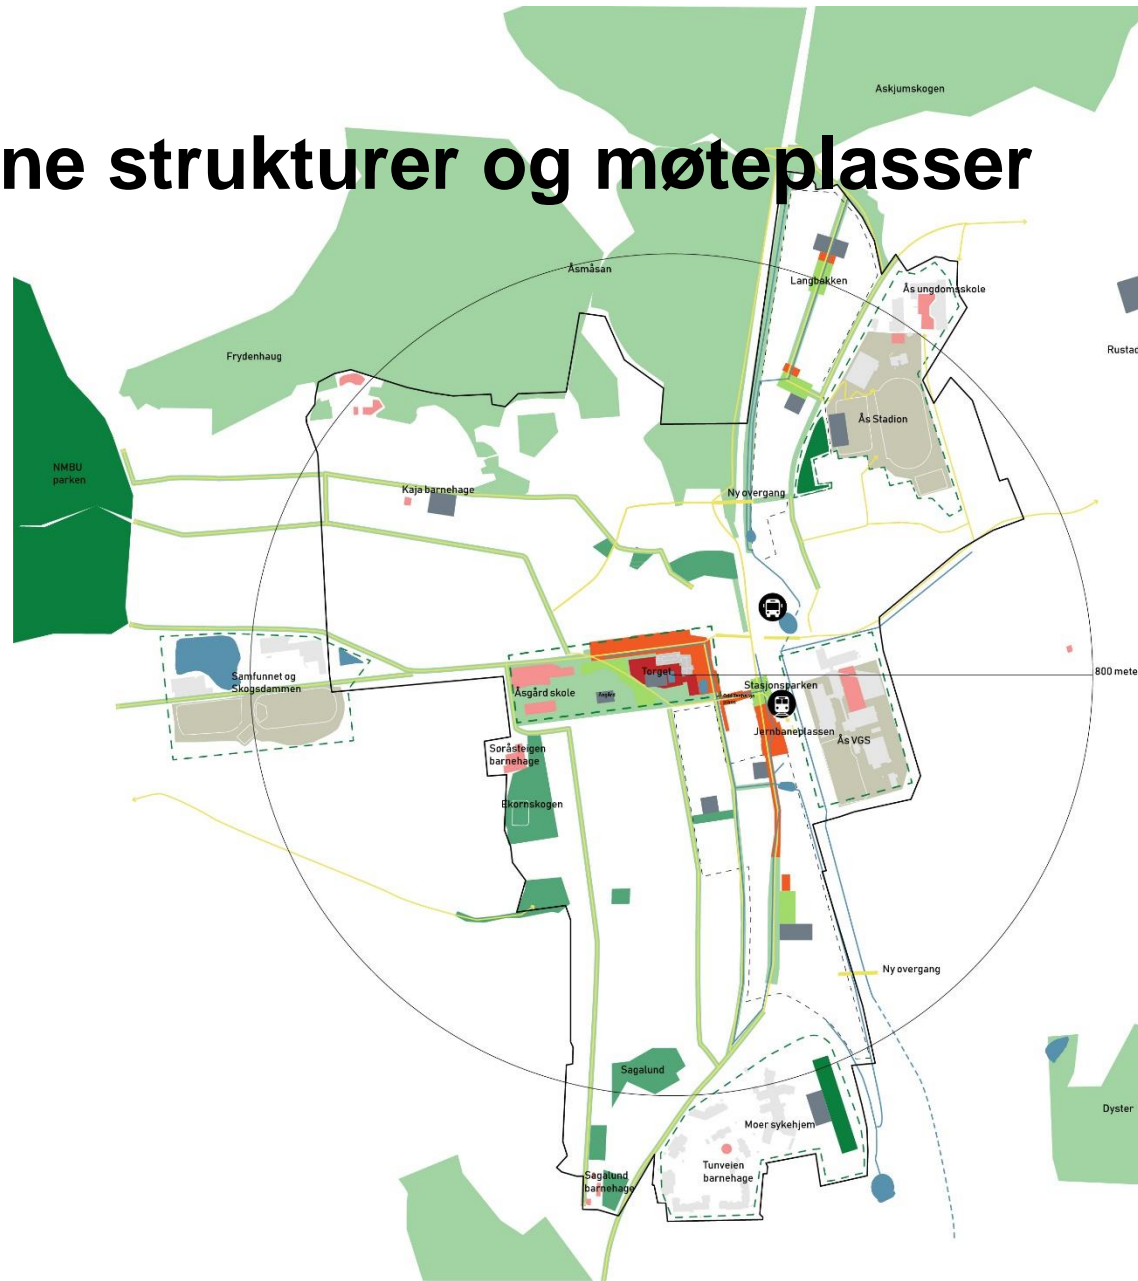 Askjumskogen
ne strukturer og møteplasser
Åsmåsan
Langbakken
Ås ungdomsskole
Frydenhaug
Rustad
Ås Stadion
NMBU
parken
Kaja barnehage
Ny overgang
Samfunnet og
Skogsdammen
Torget
800 mete
Åsgård skole
Stasjonsparken
Jernbaneplassen
Ås VGS
Soråsteigen
barnehage
Ekornskogen
Ny overgang
Sagalund
Dyster
Moer sykehjem
Tunveien
barnehage
Sagalund
barnehage